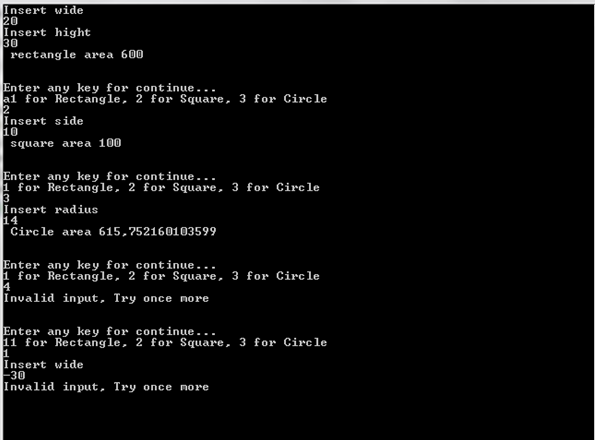 Insert wide
20
Insert hight
30
rectangle area 600
Enter any key for continue...
a1 for Rectangle, 2 for Square, 3 for Circle
2
Insert side
10
square area 100
Enter any key for continue...
1 for Rectangle, 2 for Square, 3 for Circle
3
Insert radius
14
Circle area 615,752160103599
Enter any key for continue...
1 for Rectangle, 2 for Square, 3 for Circle
4
Invalid input, Try once more
Enter any key for continue...
11 for Rectangle, 2 for Square, 3 for Circle
1
Insert wide
-30
Invalid input, Try once more